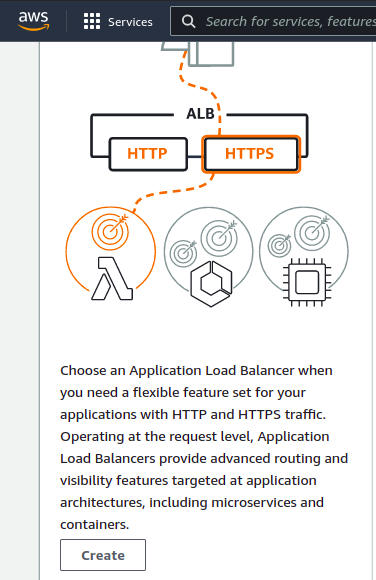 aws
Services
Search for services, features
ALB
HTTP
HTTPS
Choose an Application Load Balancer when
you need a flexible feature set for your
applications with HTTP and HTTPS traffic.
Operating at the request level, Application
Load Balancers provide advanced routing and
visibility features targeted at application
architectures, including microservices and
containers.
Create